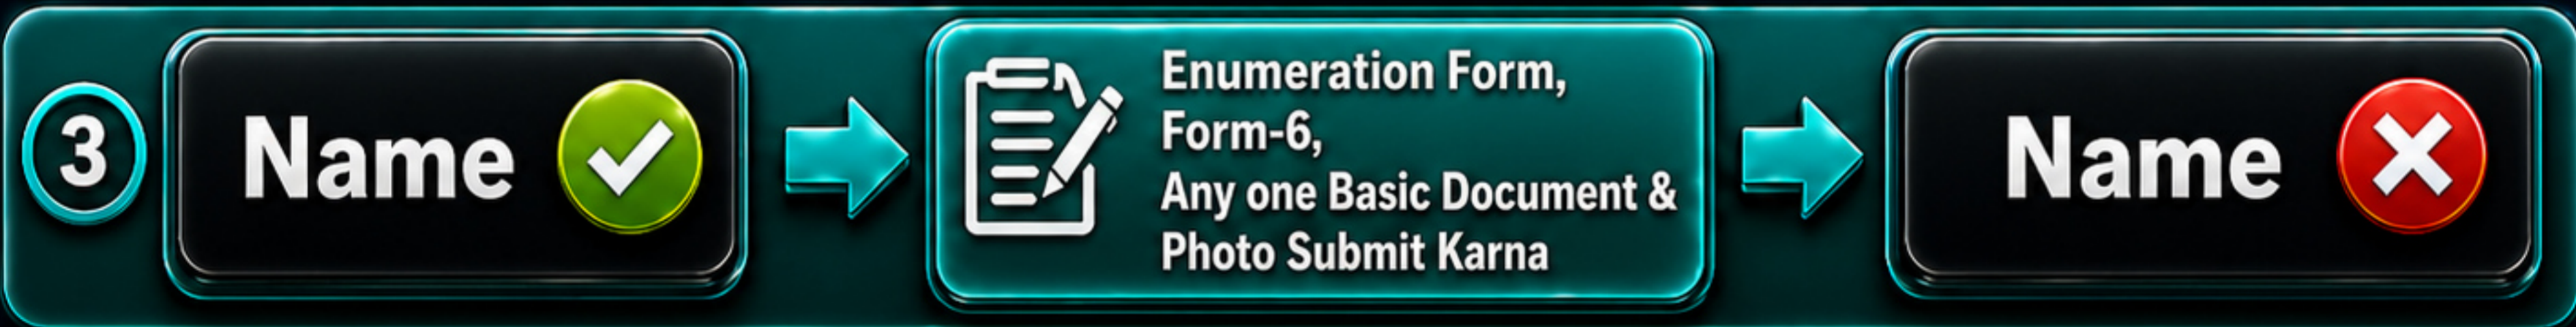 3
Name
Enumeration Form,
Form-6,
Any one Basic Document &
Photo Submit Karna
Name